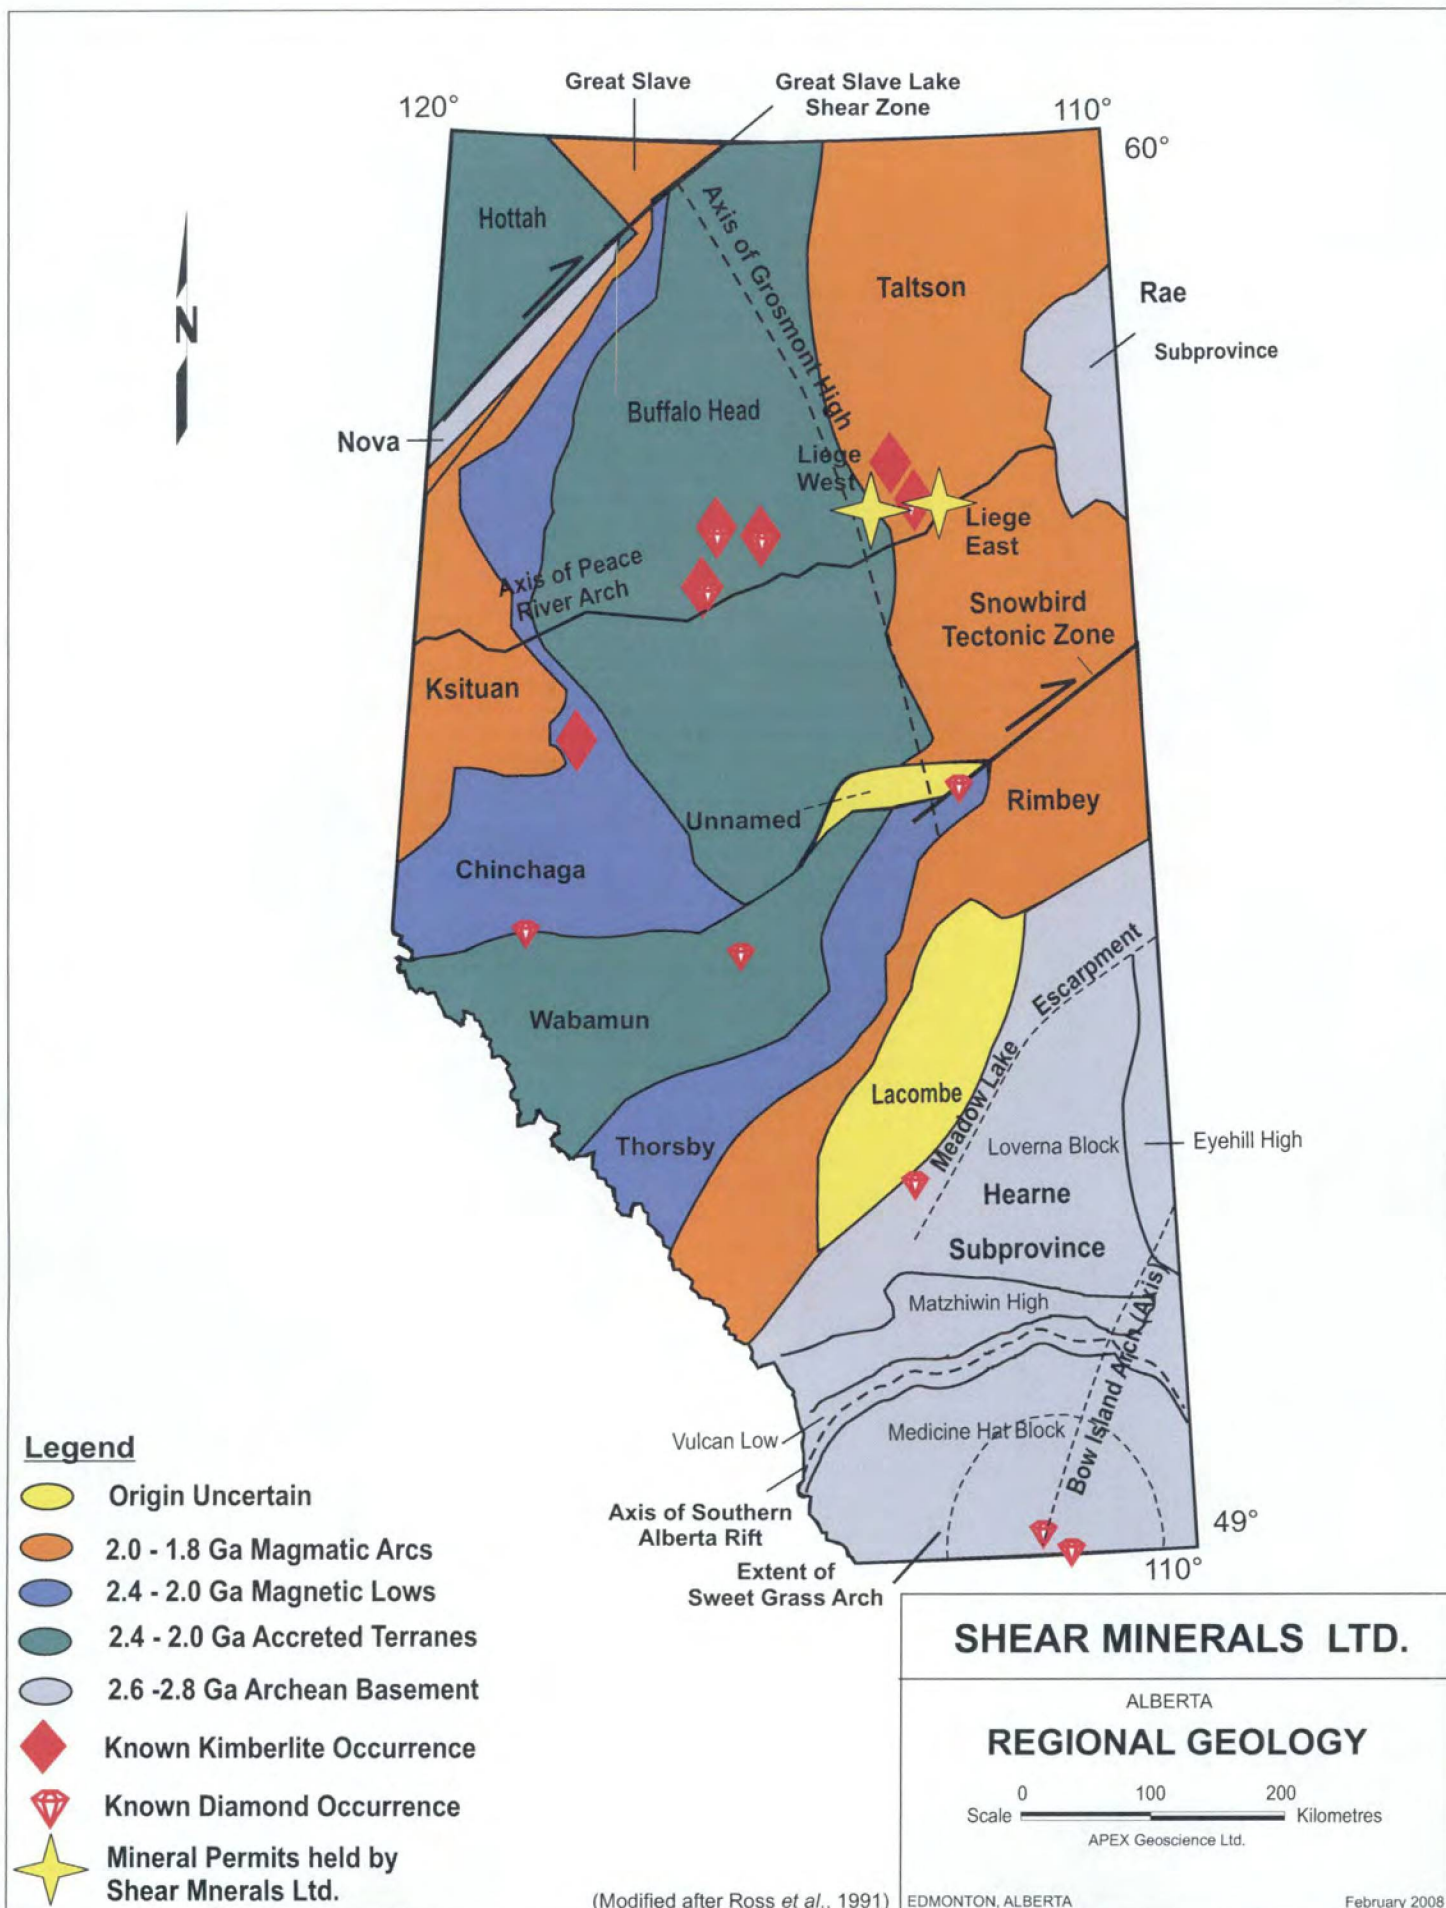 Great Slave
Great Slave Lake
Shear Zone
120°
110°
60°
Hottah
Axis of Grosmont High
Taltson
Rae
Subprovince
N
Buffalo Head
Nova
Liege
West
Liege
East
Axis of Peace
River Arch
Snowbird
Tectonic Zone
Ksituan
Unnamed
Rimbey
Chinchaga
Wabamun
Escarpment
Meadow Lake
Lacombe
Thorsby
Loverna Block
Eyehill High
Hearne
Subprovince
Matzhiwin High
Bow Island Arch (Axis)
Vulcan Low
Medicine Hat Block
Axis of Southern
Alberta Rift
Extent of
Sweet Grass Arch
49°
110°
Legend
Origin Uncertain
2.0 - 1.8 Ga Magmatic Arcs
2.4 - 2.0 Ga Magnetic Lows
2.4 - 2.0 Ga Accreted Terranes
2.6 -2.8 Ga Archean Basement
Known Kimberlite Occurrence
Known Diamond Occurrence
Mineral Permits held by
Shear Mnerals Ltd.
(Modified after Ross et al., 1991)
SHEAR MINERALS LTD.
ALBERTA
REGIONAL GEOLOGY
0 100 200
Scale Kilometres
APEX Geoscience Ltd.
EDMONTON, ALBERTA February 2008